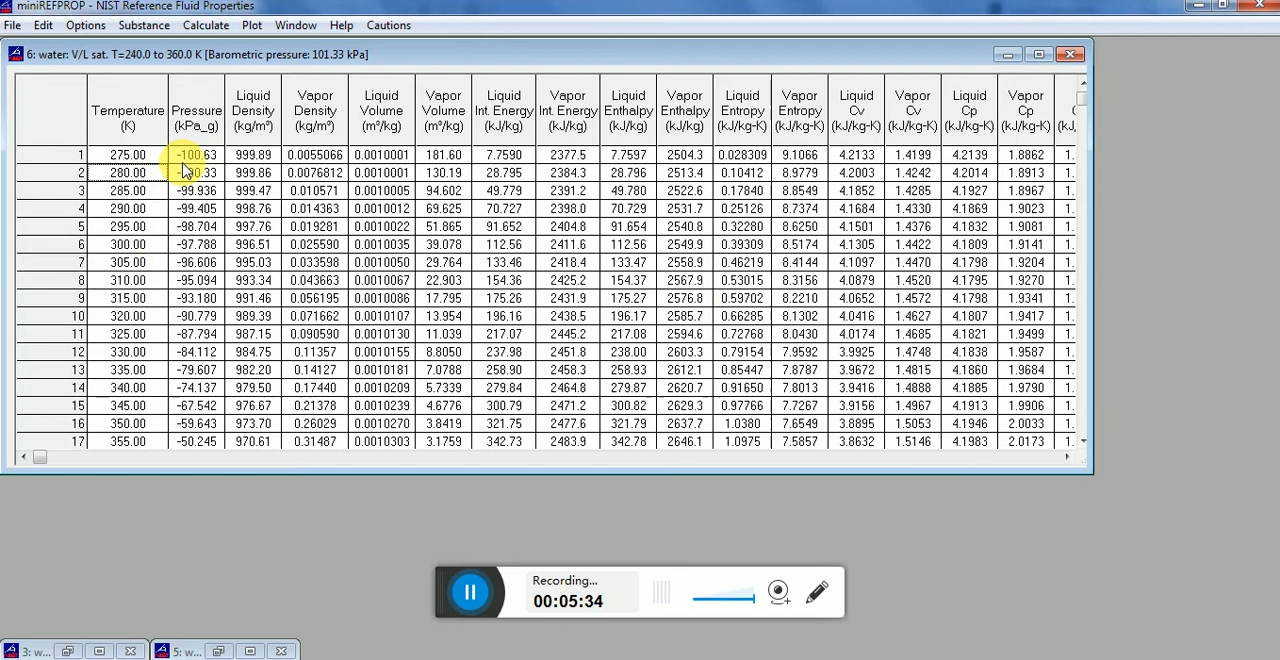 miniREFPROP - NIST Reference Fluid Properties
File Edit Options Substance Calculate Plot Window Help Cautions
6: water: V/L sat. T=240.0 to 360.0 K [Barometric pressure: 101.33 kPa]
Temperature (K) Pressure (kPa_g) Liquid Density (kg/m³) Vapor Density (kg/m³) Liquid Volume (m³/kg) Vapor Volume (m³/kg) Liquid Int. Energy (kJ/kg) Vapor Int. Energy (kJ/kg) Liquid Enthalpy (kJ/kg) Vapor Enthalpy (kJ/kg) Liquid Entropy (kJ/kg-K) Vapor Entropy (kJ/kg-K) Liquid Cv (kJ/kg-K) Vapor Cv (kJ/kg-K) Liquid Cp (kJ/kg-K) Vapor Cp (kJ/kg-K)
1 275.00 -100.63 999.89 0.0055066 0.0010001 181.60 7.7590 2377.5 7.7597 2504.3 0.028309 9.1066 4.2133 1.4199 4.2139 1.8862 1.
2 280.00 999.86 0.0076812 0.0010001 130.19 28.795 2384.3 28.796 2513.4 0.10412 8.9779 4.2003 1.4242 4.2014 1.8913 1.
3 285.00 -99.936 999.47 0.010571 0.0010005 94.602 49.779 2391.2 49.780 2522.6 0.17840 8.8549 4.1852 1.4285 4.1927 1.8967 1.
4 290.00 -99.405 998.76 0.014363 0.0010012 69.625 70.727 2398.0 70.729 2531.7 0.25126 8.7374 4.1684 1.4330 4.1869 1.9023 1.
5 295.00 -98.704 997.76 0.019281 0.0010022 51.865 91.652 2404.8 91.654 2540.8 0.32280 8.6250 4.1501 1.4376 4.1832 1.9081 1.
6 300.00 -97.788 996.51 0.025590 0.0010035 39.078 112.56 2411.6 112.56 2549.9 0.39309 8.5174 4.1305 1.4422 4.1809 1.9141 1.
7 305.00 -96.606 995.03 0.033598 0.0010050 29.764 133.46 2418.4 133.47 2558.9 0.46219 8.4144 4.1097 1.4470 4.1798 1.9204 1.
8 310.00 -95.094 993.34 0.043663 0.0010067 22.903 154.36 2425.2 154.37 2567.9 0.53015 8.3156 4.0879 1.4520 4.1795 1.9270 1.
9 315.00 -93.180 991.46 0.056195 0.0010086 17.795 175.26 2431.9 175.27 2576.8 0.59702 8.2210 4.0652 1.4572 4.1798 1.9341 1.
10 320.00 -90.779 989.39 0.071662 0.0010107 13.954 196.16 2438.5 196.17 2585.7 0.66285 8.1302 4.0416 1.4627 4.1807 1.9417 1.
11 325.00 -87.794 987.15 0.090590 0.0010130 11.039 217.07 2445.2 217.08 2594.6 0.72768 8.0430 4.0174 1.4685 4.1821 1.9499 1.
12 330.00 -84.112 984.75 0.11357 0.0010155 8.8050 237.98 2451.8 238.00 2603.3 0.79154 7.9592 3.9925 1.4748 4.1838 1.9587 1.
13 335.00 -79.607 982.20 0.14127 0.0010181 7.0788 258.90 2458.3 258.93 2612.1 0.85447 7.8787 3.9672 1.4815 4.1860 1.9684 1.
14 340.00 -74.137 979.50 0.17440 0.0010209 5.7339 279.84 2464.8 279.87 2620.7 0.91650 7.8013 3.9416 1.4888 4.1885 1.9790 1.
15 345.00 -67.542 976.67 0.21378 0.0010239 4.6776 300.79 2471.2 300.82 2629.3 0.97766 7.7267 3.9156 1.4967 4.1913 1.9906 1.
16 350.00 -59.643 973.70 0.26029 0.0010270 3.8419 321.75 2477.6 321.79 2637.7 1.0380 7.6549 3.8895 1.5053 4.1946 2.0033 1.
17 355.00 -50.245 970.61 0.31487 0.0010303 3.1759 342.73 2483.9 342.78 2646.1 1.0975 7.5857 3.8632 1.5146 4.1983 2.0173 1.
Recording...
00:05:34
3: w... 5: w...